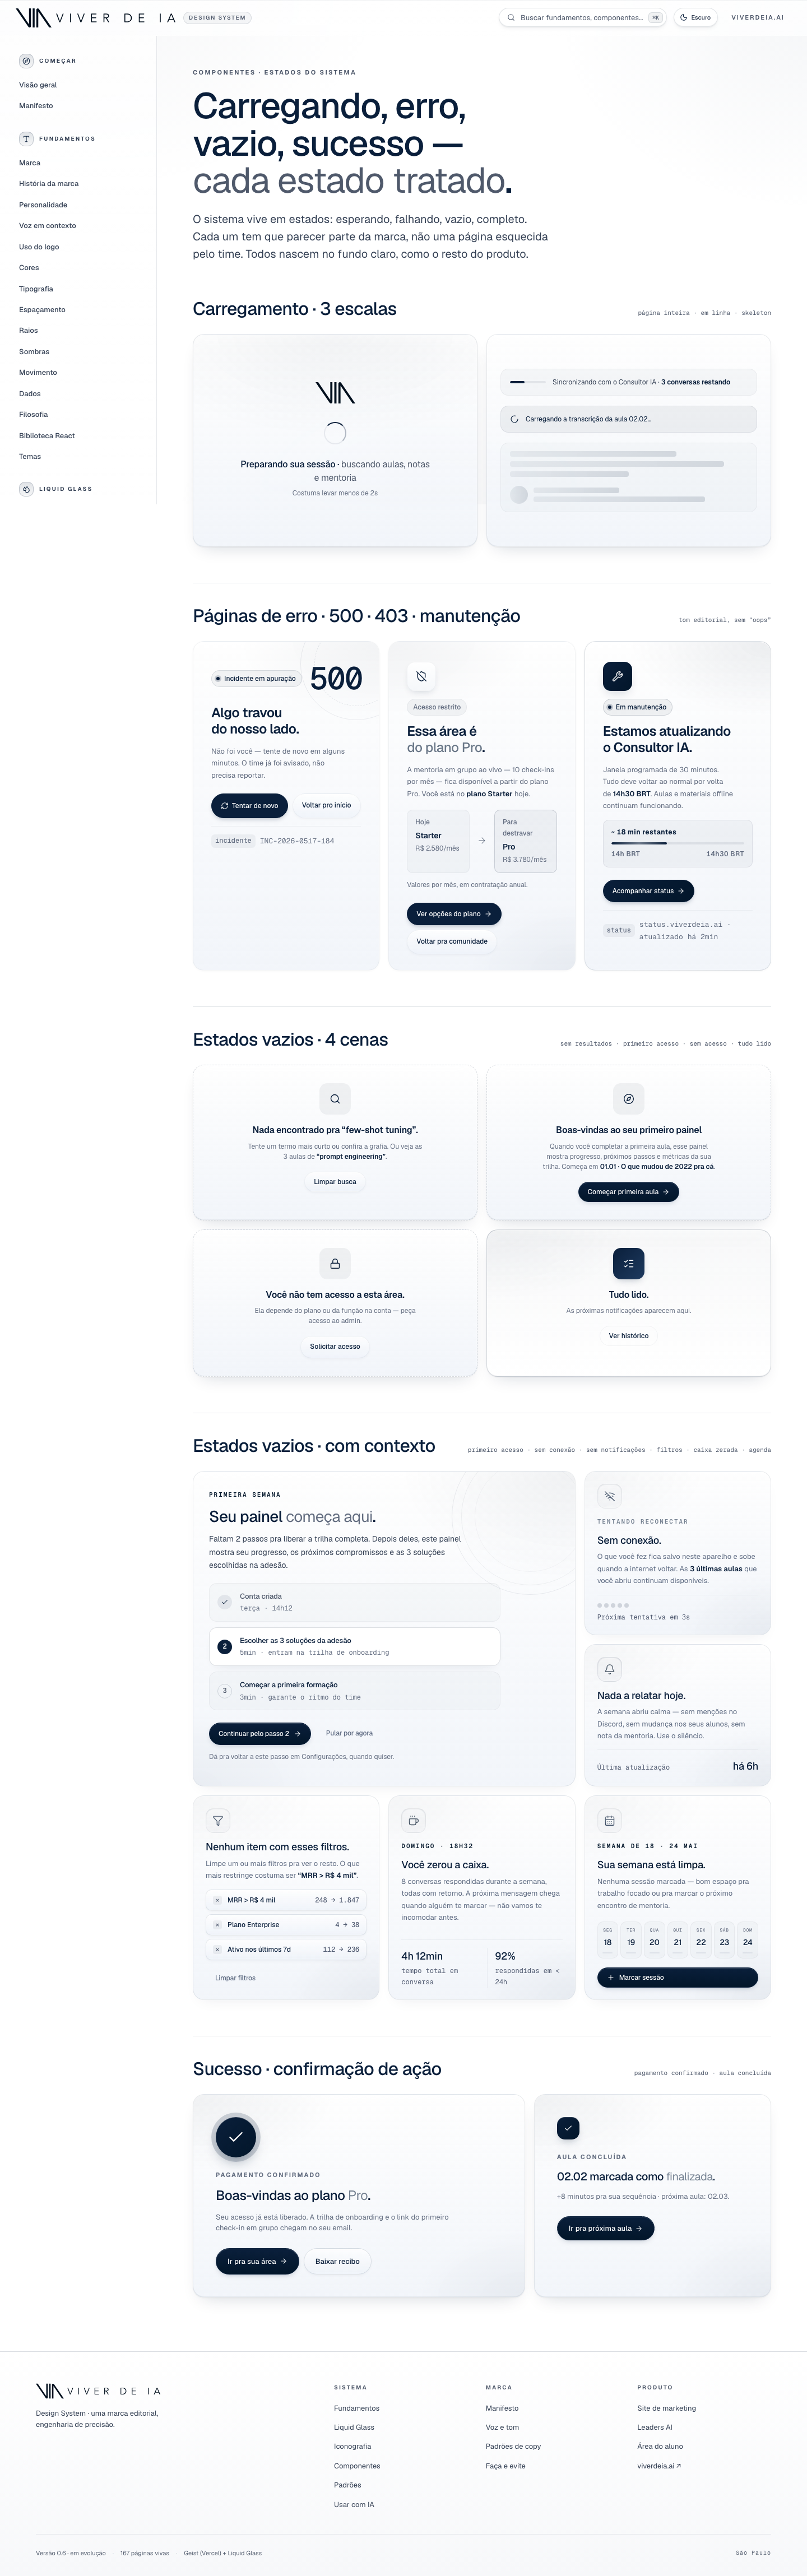 VIVER DE IA
DESIGN SYSTEM
Buscar fundamentos, componentes...
⌘K
Escuro
VIVERDEIA.AI
COMEÇAR
Visão geral
Manifesto
FUNDAMENTOS
Marca
História da marca
Personalidade
Voz em contexto
Uso do logo
Cores
Tipografia
Espaçamento
Raios
Sombras
Movimento
Dados
Filosofia
Biblioteca React
Temas
LIQUID GLASS
COMPONENTES · ESTADOS DO SISTEMA
Carregando, erro,
vazio, sucesso —
cada estado tratado.
O sistema vive em estados: esperando, falhando, vazio, completo.
Cada um tem que parecer parte da marca, não uma página esquecida
pelo time. Todos nascem no fundo claro, como o resto do produto.
Carregamento · 3 escalas
página inteira · em linha · skeleton
Preparando sua sessão · buscando aulas, notas
e mentoria
Costuma levar menos de 2s
Sincronizando com o Consultor IA · 3 conversas restando
Carregando a transcrição da aula 02.02...
Páginas de erro · 500 · 403 · manutenção
tom editorial, sem "oops"
Incidente em apuração
500
Algo travou
do nosso lado.
Não foi você — tente de novo em alguns
minutos. O time já foi avisado, não
precisa reportar.
Tentar de novo
Voltar pro início
incidente
INC-2026-0517-184
Acesso restrito
Essa área é
do plano Pro.
A mentoria em grupo ao vivo — 10 check-ins
por mês — fica disponível a partir do plano
Pro. Você está no plano Starter hoje.
Hoje
Starter
R$ 2.580/mês
→
Para
destravar
Pro
R$ 3.780/mês
Valores por mês, em contratação anual.
Ver opções do plano →
Voltar pra comunidade
Em manutenção
Estamos atualizando
o Consultor IA.
Janela programada de 30 minutos.
Tudo deve voltar ao normal por volta
de 14h30 BRT. Aulas e materiais offline
continuam funcionando.
~ 18 min restantes
14h BRT
14h30 BRT
Acompanhar status →
status
status.viverdeia.ai ·
atualizado há 2min
Estados vazios · 4 cenas
sem resultados · primeiro acesso · sem acesso · tudo lido
Nada encontrado pra “few-shot tuning”.
Tente um termo mais curto ou confira a grafia. Ou veja as
3 aulas de “prompt engineering”.
Limpar busca
Boas-vindas ao seu primeiro painel
Quando você completar a primeira aula, esse painel
mostra progresso, próximos passos e métricas da sua
trilha. Começa em 01.01 · O que mudou de 2022 pra cá.
Começar primeira aula →
Você não tem acesso a esta área.
Ela depende do plano ou da função na conta — peça
acesso ao admin.
Solicitar acesso
Tudo lido.
As próximas notificações aparecem aqui.
Ver histórico
Estados vazios · com contexto
primeiro acesso · sem conexão · sem notificações · filtros · caixa zerada · agenda
PRIMEIRA SEMANA
Seu painel começa aqui.
Faltam 2 passos pra liberar a trilha completa. Depois deles, este painel
mostra seu progresso, os próximos compromissos e as 3 soluções
escolhidas na adesão.
Conta criada
terça · 14h12
2
Escolher as 3 soluções da adesão
5min · entram na trilha de onboarding
3
Começar a primeira formação
3min · garante o ritmo do time
Continuar pelo passo 2 →
Pular por agora
Dá pra voltar a este passo em Configurações, quando quiser.
TENTANDO RECONECTAR
Sem conexão.
O que você fez fica salvo neste aparelho e sobe
quando a internet voltar. As 3 últimas aulas que
você abriu continuam disponíveis.
Próxima tentativa em 3s
Nada a relatar hoje.
A semana abriu calma — sem menções no
Discord, sem mudança nos seus alunos, sem
nota da mentoria. Use o silêncio.
Última atualização
há 6h
Nenhum item com esses filtros.
Limpe um ou mais filtros pra ver o resto. O que
mais restringe costuma ser “MRR > R$ 4 mil”.
× MRR > R$ 4 mil
248 → 1.847
× Plano Enterprise
4 → 38
× Ativo nos últimos 7d
112 → 236
Limpar filtros
DOMINGO · 18H32
Você zerou a caixa.
8 conversas respondidas durante a semana,
todas com retorno. A próxima mensagem chega
quando alguém te marcar — não vamos te
incomodar antes.
4h 12min
tempo total em
conversa
92%
respondidas em <
24h
SEMANA DE 18 · 24 MAI
Sua semana está limpa.
Nenhuma sessão marcada — bom espaço pra
trabalho focado ou pra marcar o próximo
encontro de mentoria.
SEG TER QUA QUI SEX SÁB DOM
18 19 20 21 22 23 24
+ Marcar sessão
Sucesso · confirmação de ação
pagamento confirmado · aula concluída
PAGAMENTO CONFIRMADO
Boas-vindas ao plano Pro.
Seu acesso já está liberado. A trilha de onboarding e o link do primeiro
check-in em grupo chegam no seu email.
Ir pra sua área →
Baixar recibo
AULA CONCLUÍDA
02.02 marcada como finalizada.
+8 minutos pra sua sequência · próxima aula: 02.03.
Ir pra próxima aula →
VIVER DE IA
Design System · uma marca editorial,
engenharia de precisão.
SISTEMA
Fundamentos
Liquid Glass
Iconografia
Componentes
Padrões
Usar com IA
MARCA
Manifesto
Voz e tom
Padrões de copy
Faça e evite
PRODUTO
Site de marketing
Leaders AI
Área do aluno
viverdeia.ai ↗
Versão 0.6 · em evolução
167 páginas vivas
Geist (Vercel) + Liquid Glass
São Paulo